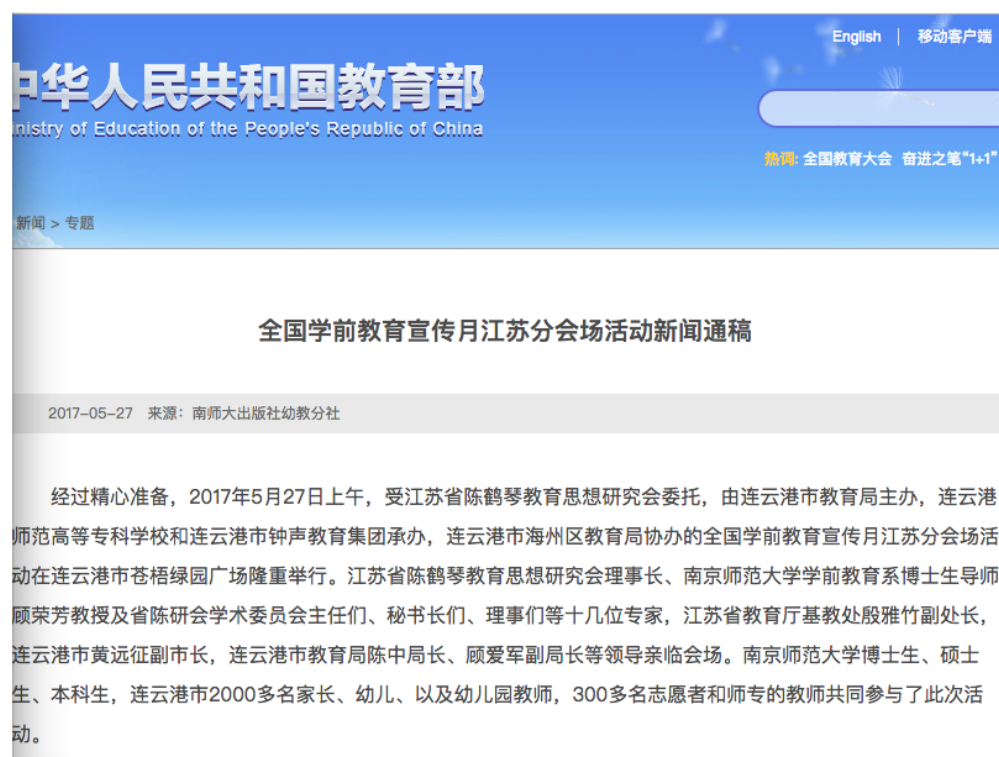 English | 移动客户端
中华人民共和国教育部
inistry of Education of the People's Republic of China
热词: 全国教育大会 奋进之笔“1+1”
新闻 > 专题
全国学前教育宣传月江苏分会场活动新闻通稿
2017-05-27 来源：南师大出版社幼教分社
经过精心准备，2017年5月27日上午，受江苏省陈鹤琴教育思想研究会委托，由连云港市教育局主办，连云港
师范高等专科学校和连云港市钟声教育集团承办，连云港市海州区教育局协办的全国学前教育宣传月江苏分会场活
动在连云港市苍梧绿园广场隆重举行。江苏省陈鹤琴教育思想研究会理事长、南京师范大学学前教育系博士生导师
顾荣芳教授及省陈研会学术委员会主任们、秘书长们、理事们等十几位专家，江苏省教育厅基教处殷雅竹副处长，
连云港市黄远征副市长，连云港市教育局陈中局长、顾爱军副局长等领导亲临会场。南京师范大学博士生、硕士
生、本科生，连云港市2000多名家长、幼儿、以及幼儿园教师，300多名志愿者和师专的教师共同参与了此次活
动。